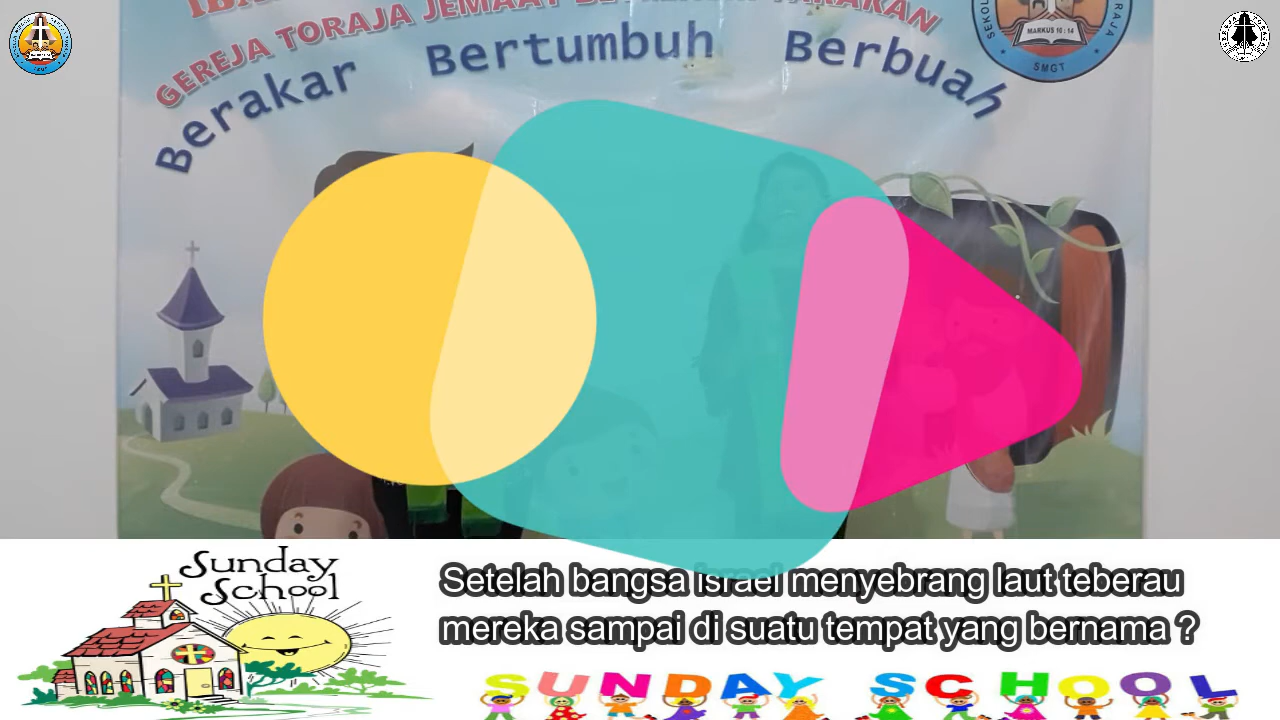 GEREJA TORAJA JEMAAT
Berakar Bertumbuh Berbuah
MARKUS 10 : 14
SMGT
Sunday
School
Setelah bangsa israel menyebrang laut teberau
mereka sampai di suatu tempat yang bernama ?
SUNDAY SCHOOL